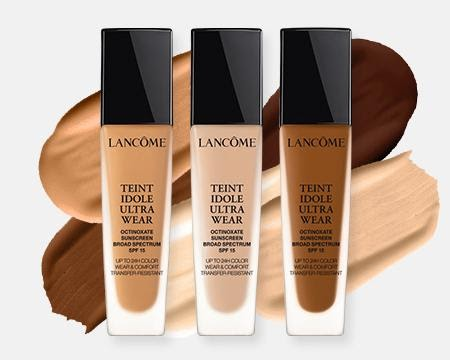 LANCÔME
TEINT
IDOLE
ULTRA
WEAR
OCTINOXATE
SUNSCREEN
BROAD SPECTRUM
SPF 15
UP TO 24H COLOR
WEAR & COMFORT
TRANSFER-RESISTANT
LANCÔME
TEINT
IDOLE
ULTRA
WEAR
OCTINOXATE
SUNSCREEN
BROAD SPECTRUM
SPF 15
UP TO 24H COLOR
WEAR & COMFORT
TRANSFER-RESISTANT
LANCÔME
TEINT
IDOLE
ULTRA
WEAR
OCTINOXATE
SUNSCREEN
BROAD SPECTRUM
SPF 15
UP TO 24H COLOR
WEAR & COMFORT
TRANSFER-RESISTANT